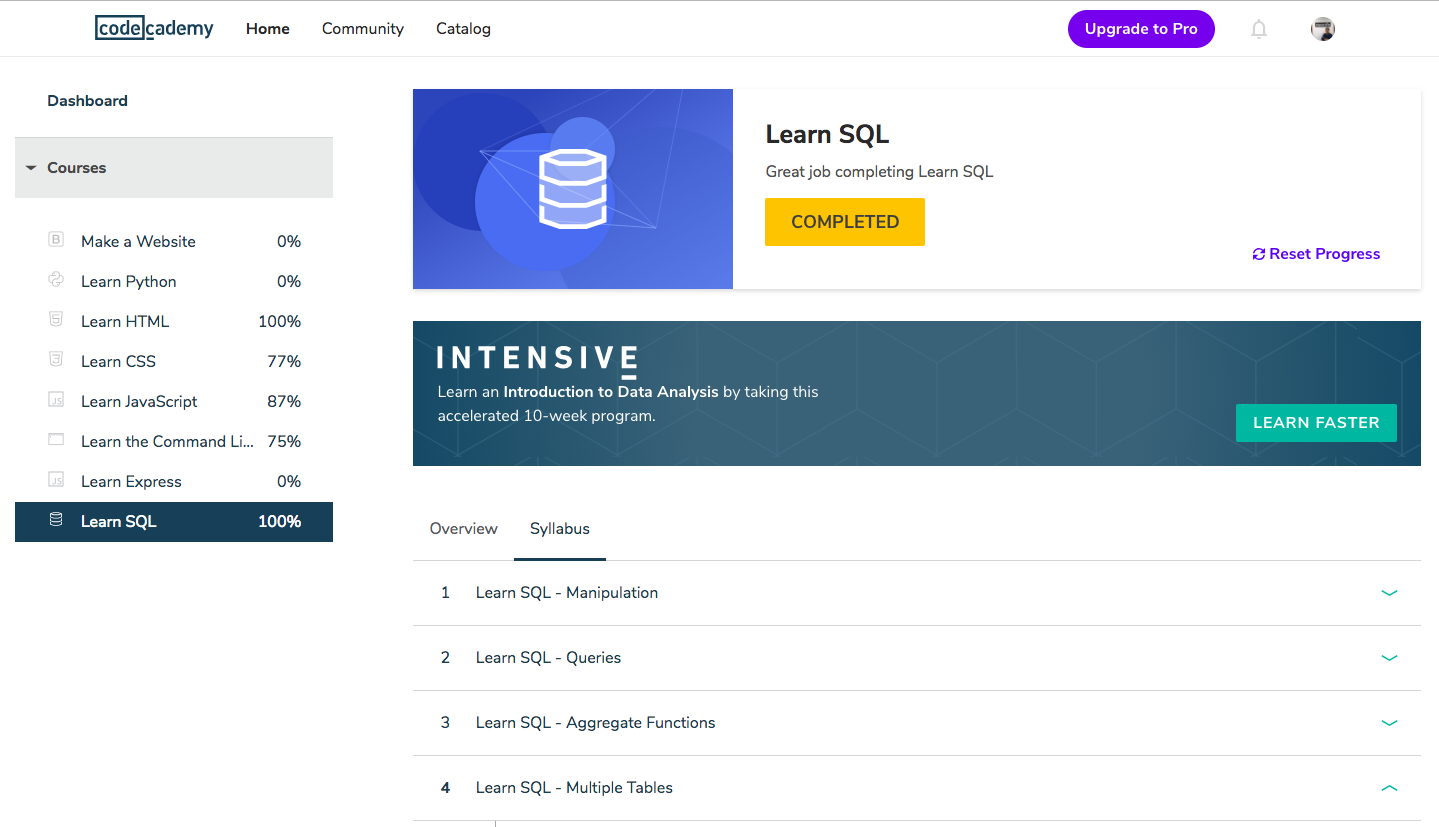 codecademy Home Community Catalog Upgrade to Pro
Dashboard
Courses
Make a Website 0%
Learn Python 0%
Learn HTML 100%
Learn CSS 77%
Learn JavaScript 87%
Learn the Command Li... 75%
Learn Express 0%
Learn SQL 100%
Learn SQL
Great job completing Learn SQL
COMPLETED
Reset Progress
INTENSIVE
Learn an Introduction to Data Analysis by taking this
accelerated 10-week program.
LEARN FASTER
Overview Syllabus
1 Learn SQL - Manipulation
2 Learn SQL - Queries
3 Learn SQL - Aggregate Functions
4 Learn SQL - Multiple Tables